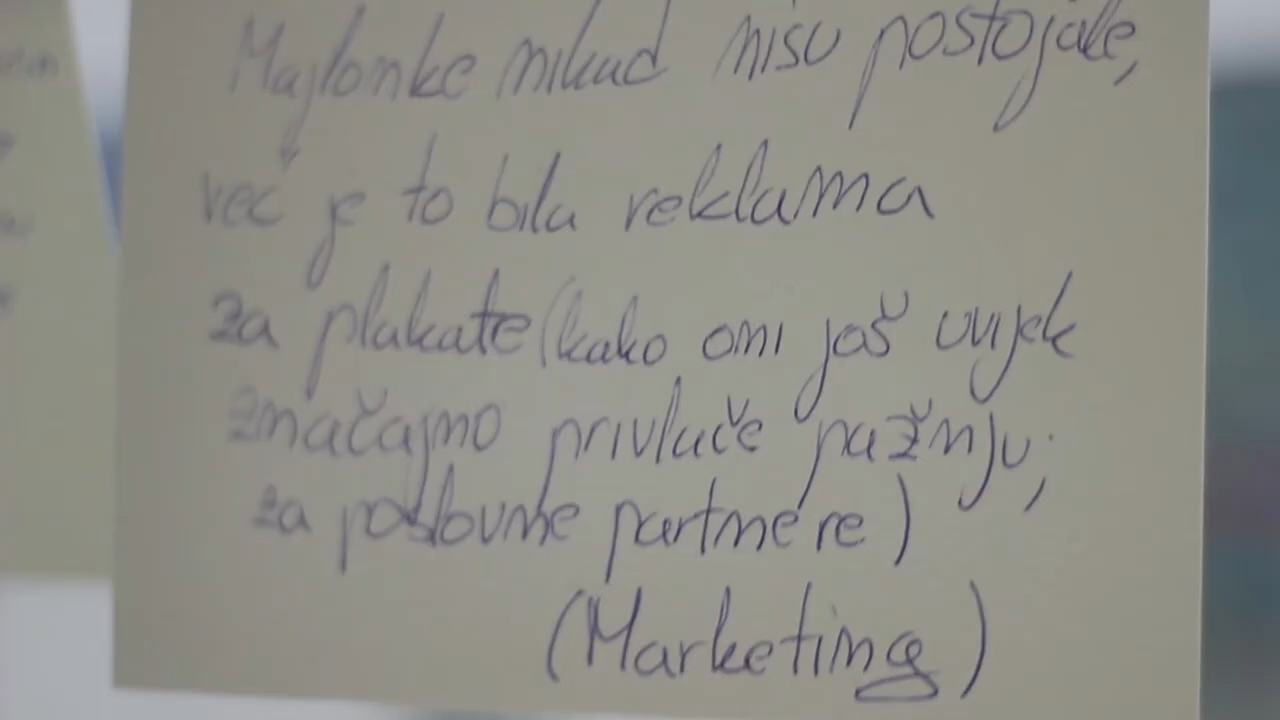 Najlonke nikad nisu postojale,
već je to bila reklama
za plakate (kako oni još uvijek
značajno privlače pažnju;
za poslovne partnere)
(Marketing)